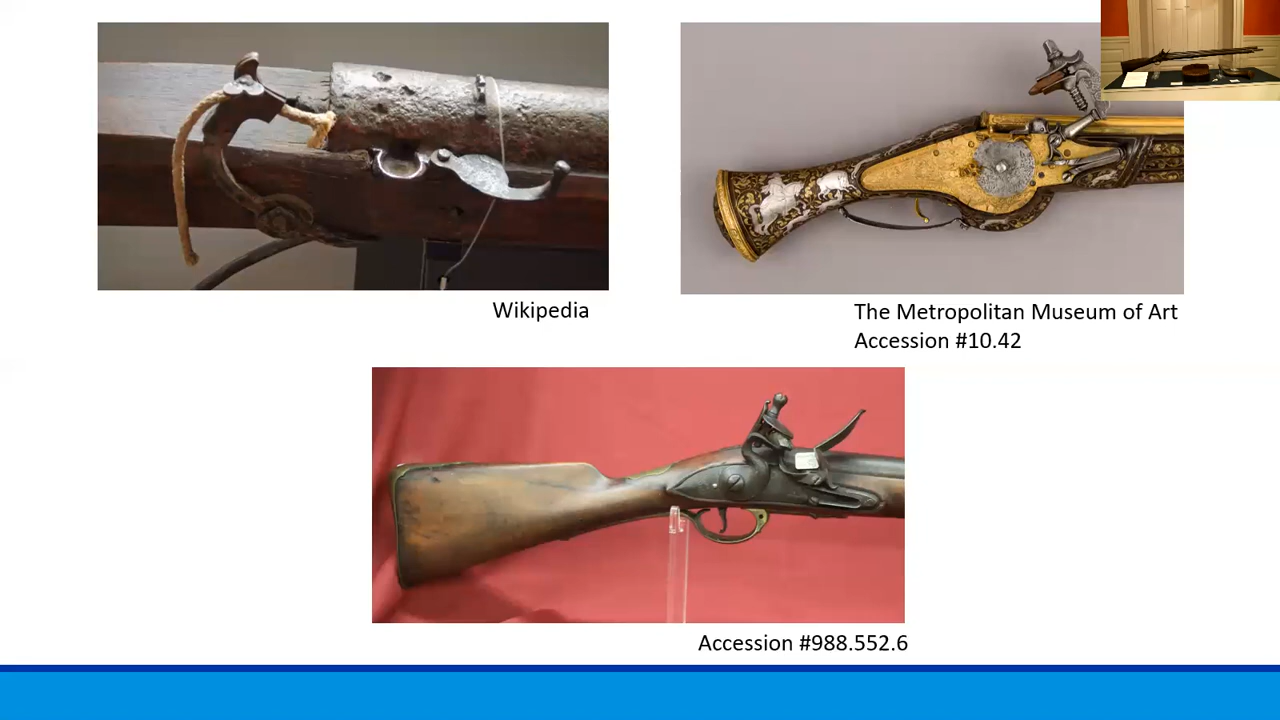 Wikipedia
The Metropolitan Museum of Art
Accession #10.42
Accession #988.552.6